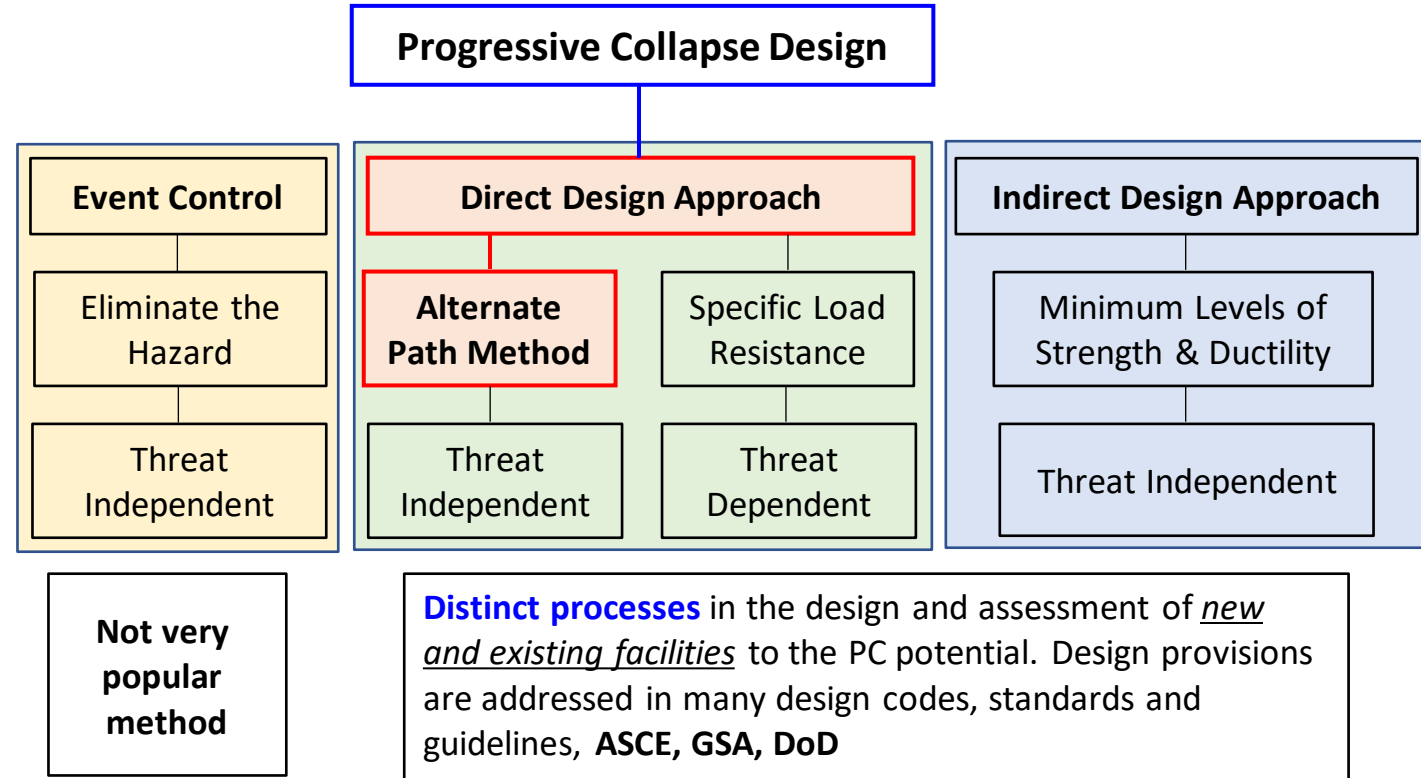 Progressive Collapse Design
Event Control
Eliminate the
Hazard
Threat
Independent
Direct Design Approach
Alternate
Path Method
Threat
Independent
Specific Load
Resistance
Threat
Dependent
Indirect Design Approach
Minimum Levels of
Strength & Ductility
Threat Independent
Not very
popular
method
Distinct processes in the design and assessment of new
and existing facilities to the PC potential. Design provisions
are addressed in many design codes, standards and
guidelines, ASCE, GSA, DoD